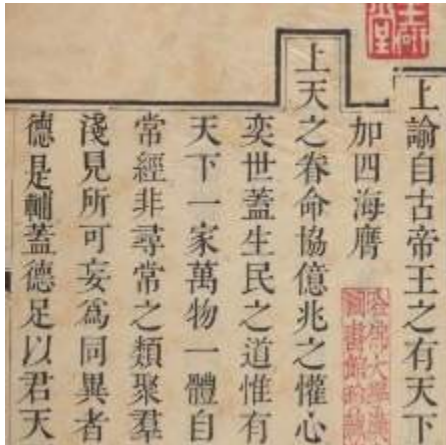 上諭自古帝王之有天下
加四海膺
上天之眷命協億兆之懽心
奕世蓋生民之道惟有
天下一家萬物一體自
常經非尋常之類聚羣
淺見所可妄爲同異者
德是輔蓋德足以君天